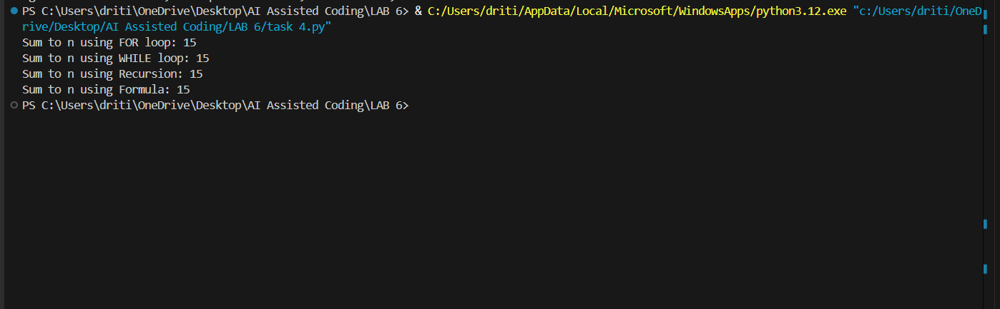 PS C:\Users\driti\OneDrive\Desktop\AI Assisted Coding\LAB 6> & C:/Users/driti/AppData/Local/Microsoft/WindowsApps/python3.12.exe "c:/Users/driti/OneD
rive/Desktop/AI Assisted Coding/LAB 6/task 4.py"
Sum to n using FOR loop: 15
Sum to n using WHILE loop: 15
Sum to n using Recursion: 15
Sum to n using Formula: 15
PS C:\Users\driti\OneDrive\Desktop\AI Assisted Coding\LAB 6>